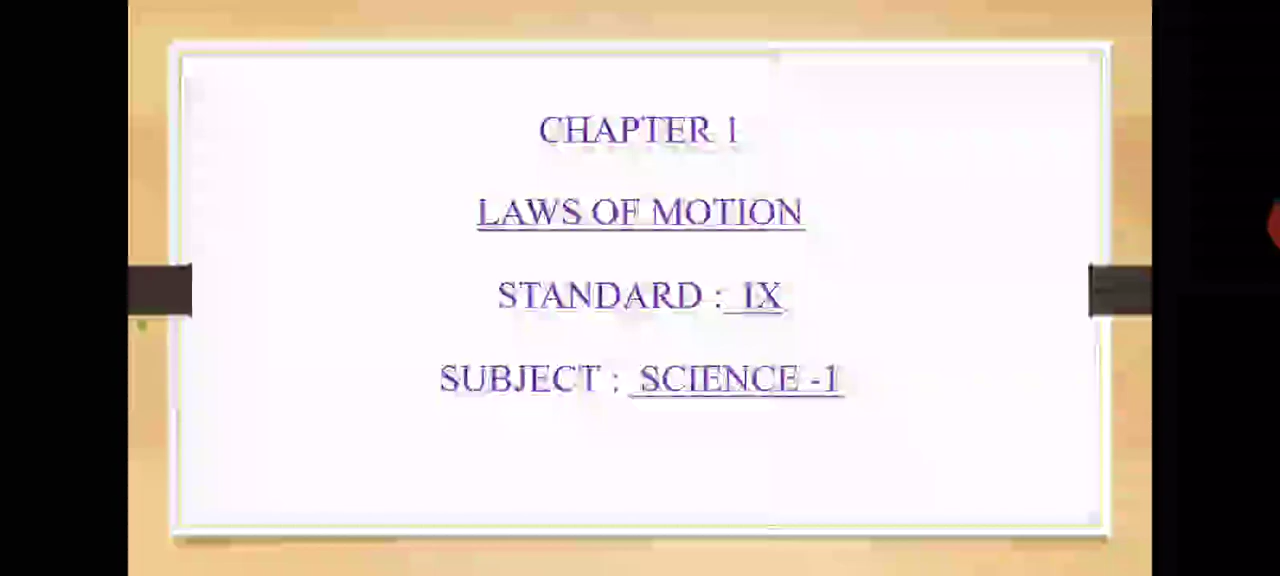 CHAPTER 1
LAWS OF MOTION
STANDARD : IX
SUBJECT : SCIENCE -1